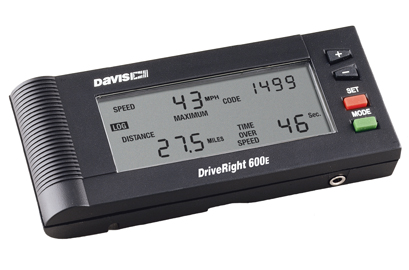 DAVIS
SPEED 43 MPH CODE 1499
MAXIMUM
LOG
DISTANCE 27.5 MILES TIME OVER SPEED 46 Sec.
DriveRight 600E
+
−
SET
MODE